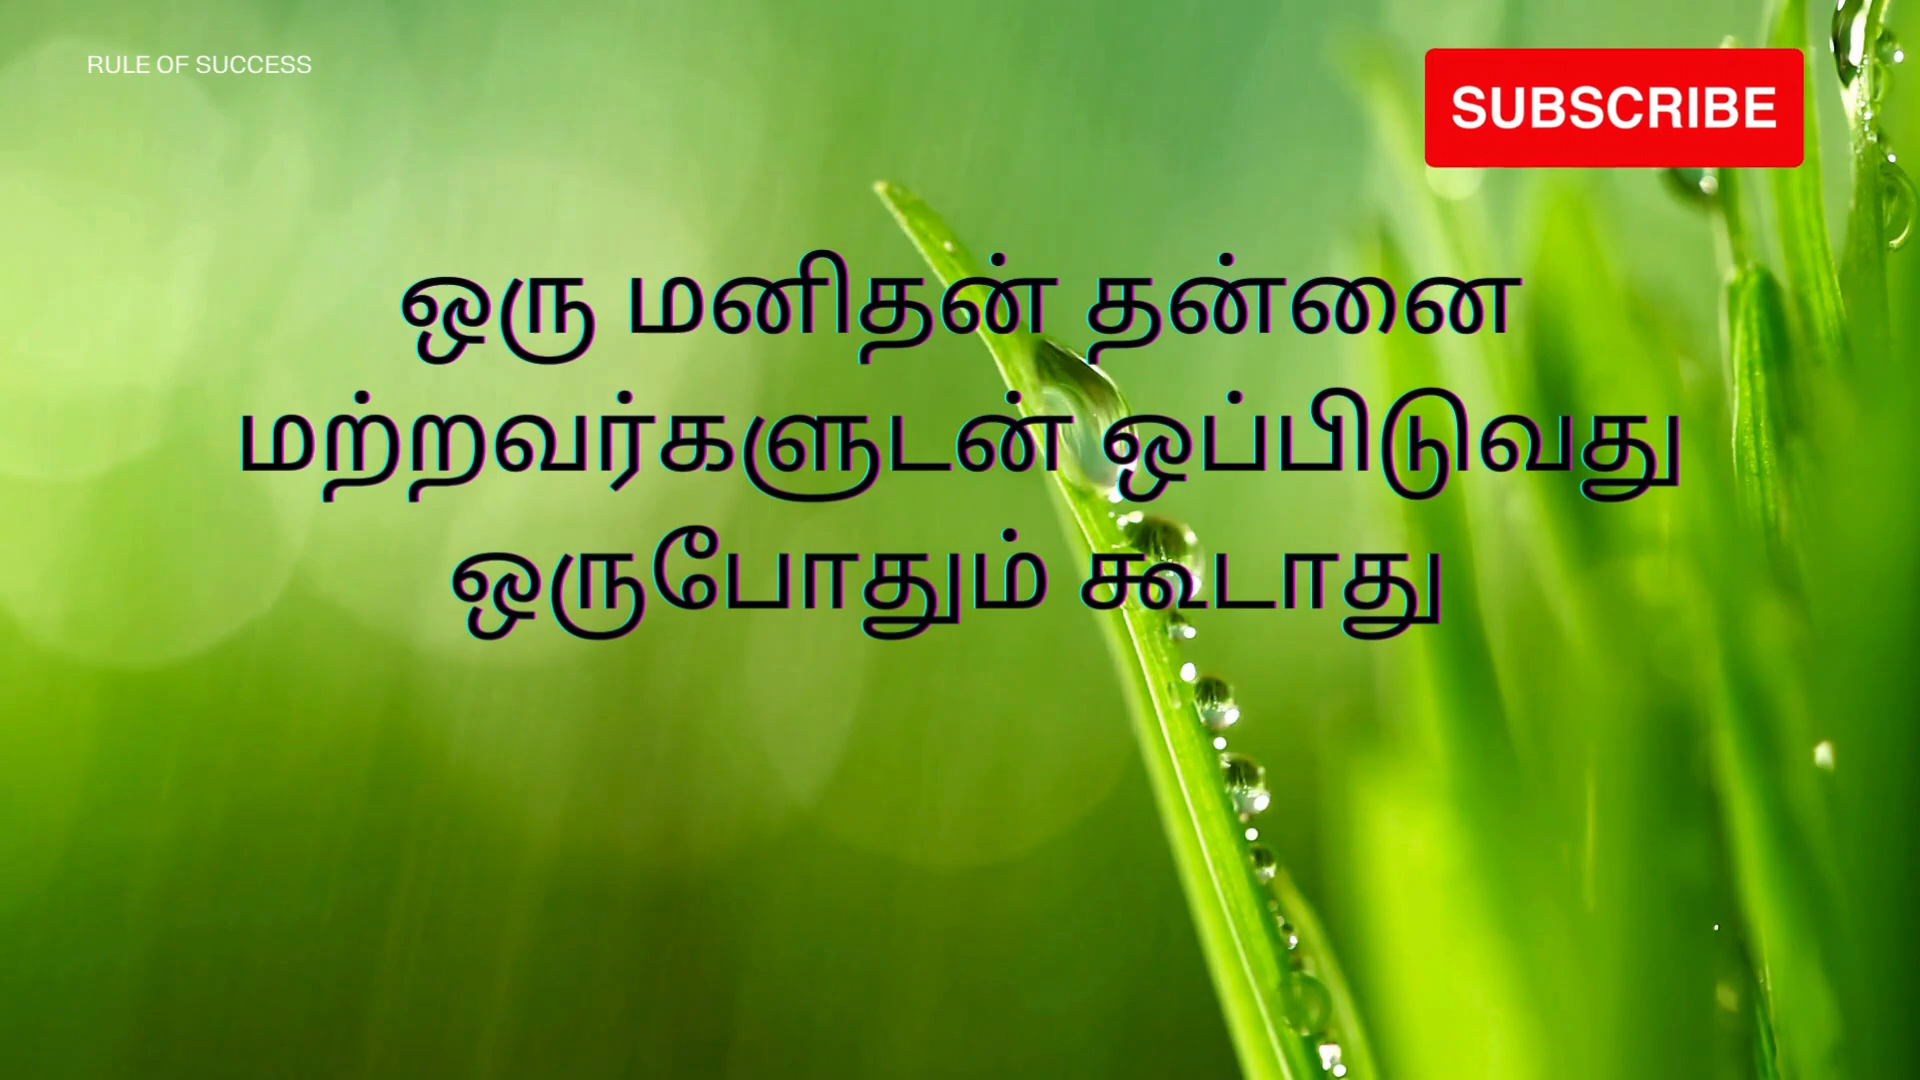 RULE OF SUCCESS
SUBSCRIBE
ஒரு மனிதன் தன்னை
மற்றவர்களுடன் ஒப்பிடுவது
ஒருபோதும் கூடாது